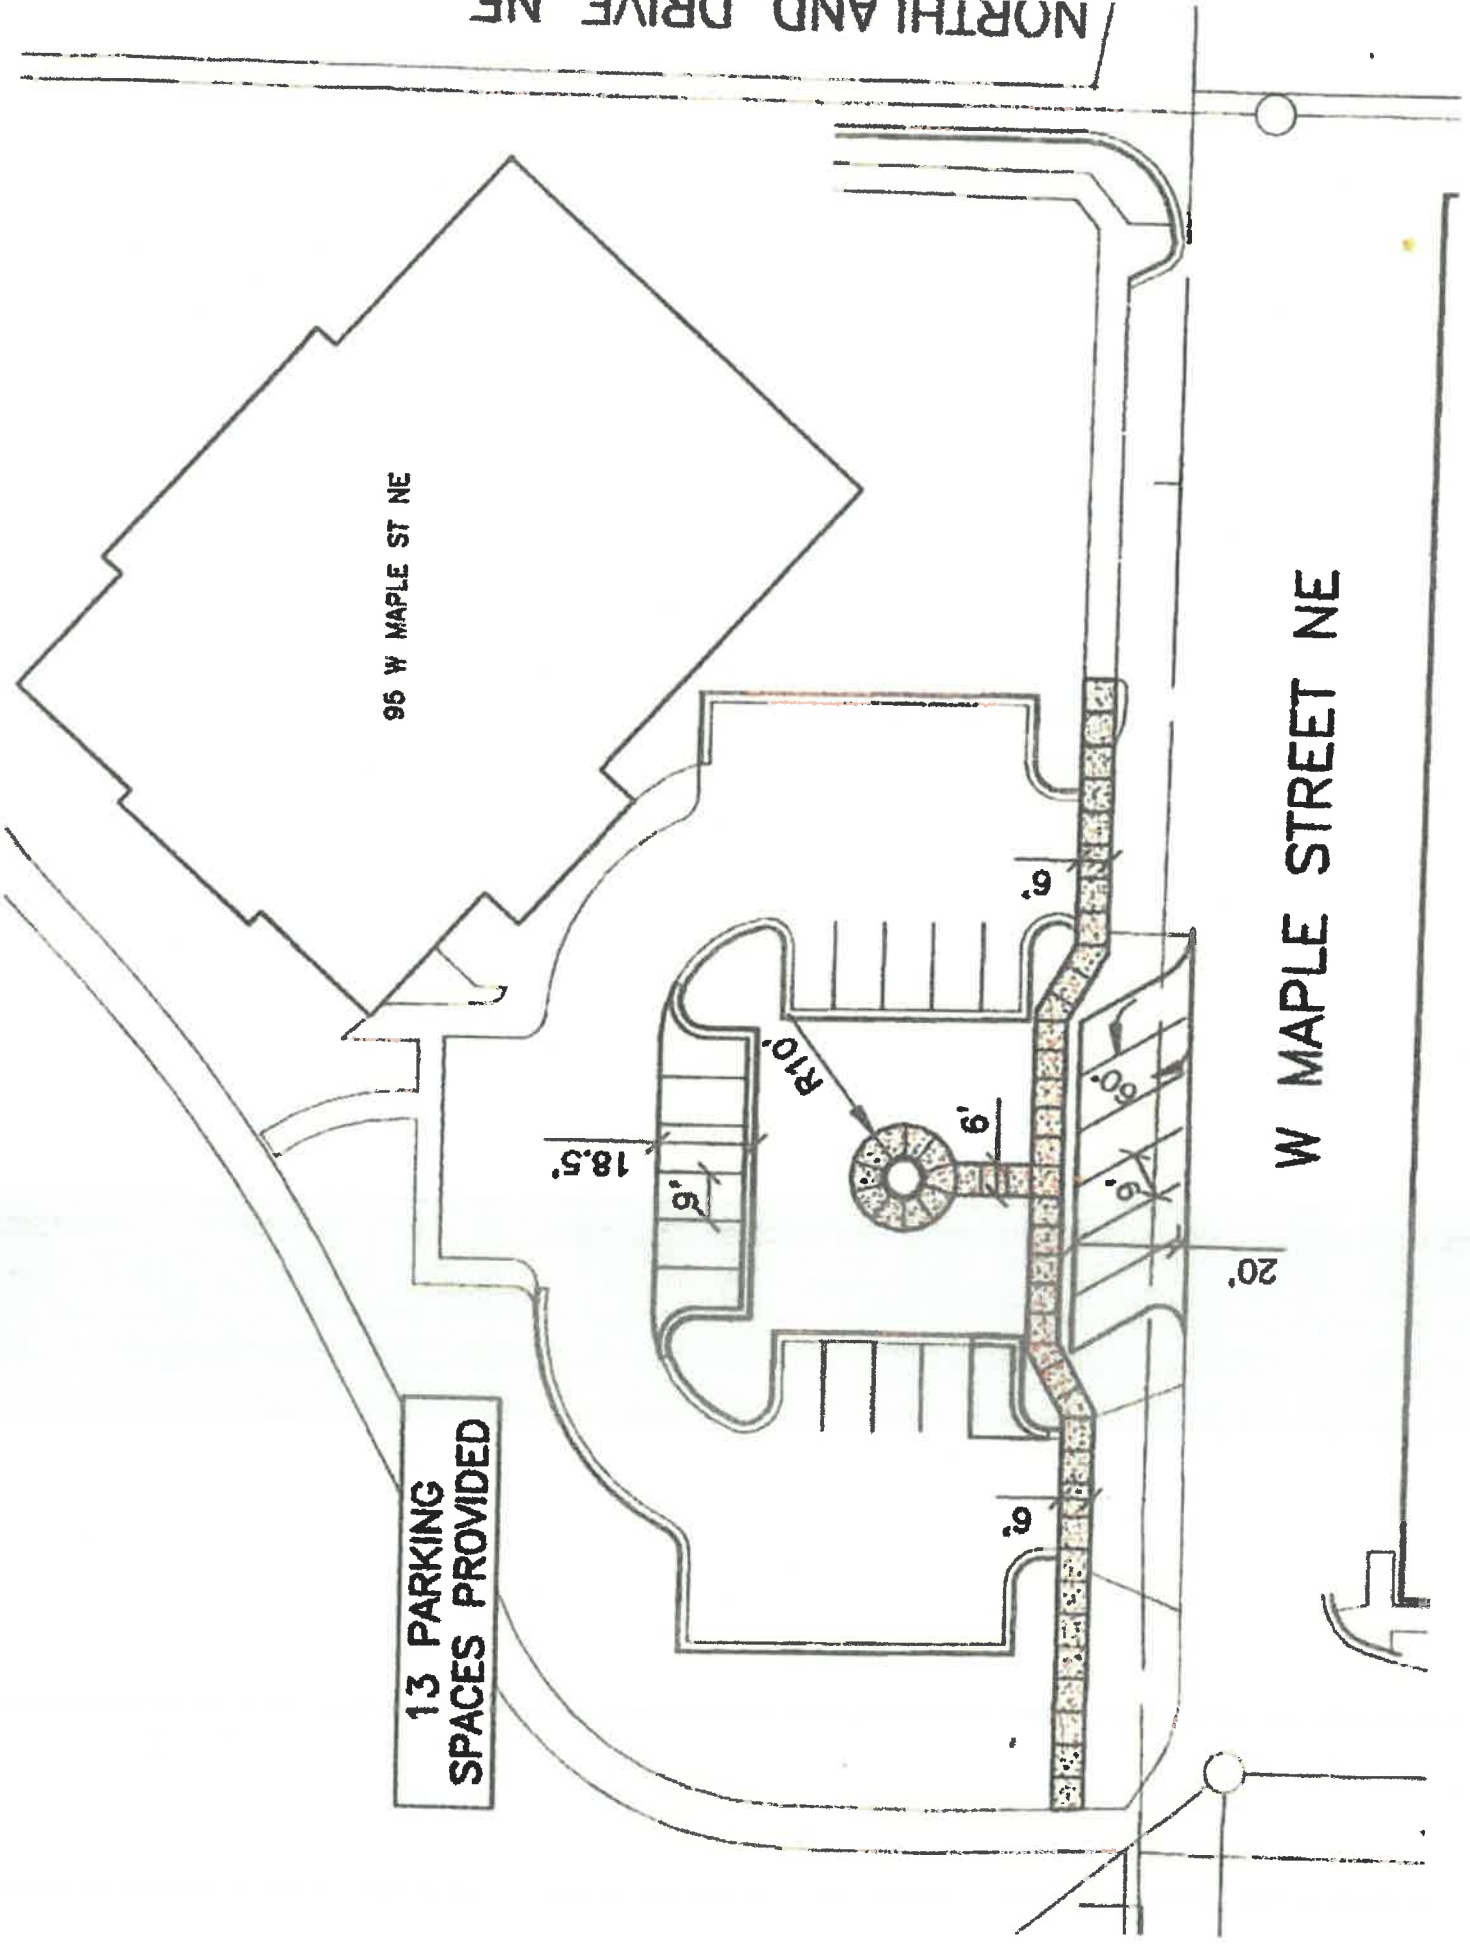 NORTHLAND DRIVE NE
95 W MAPLE ST NE
6'
R10'
18.5'
9'
6'
60°
9'
20'
W MAPLE STREET NE
13 PARKING
SPACES PROVIDED
6'